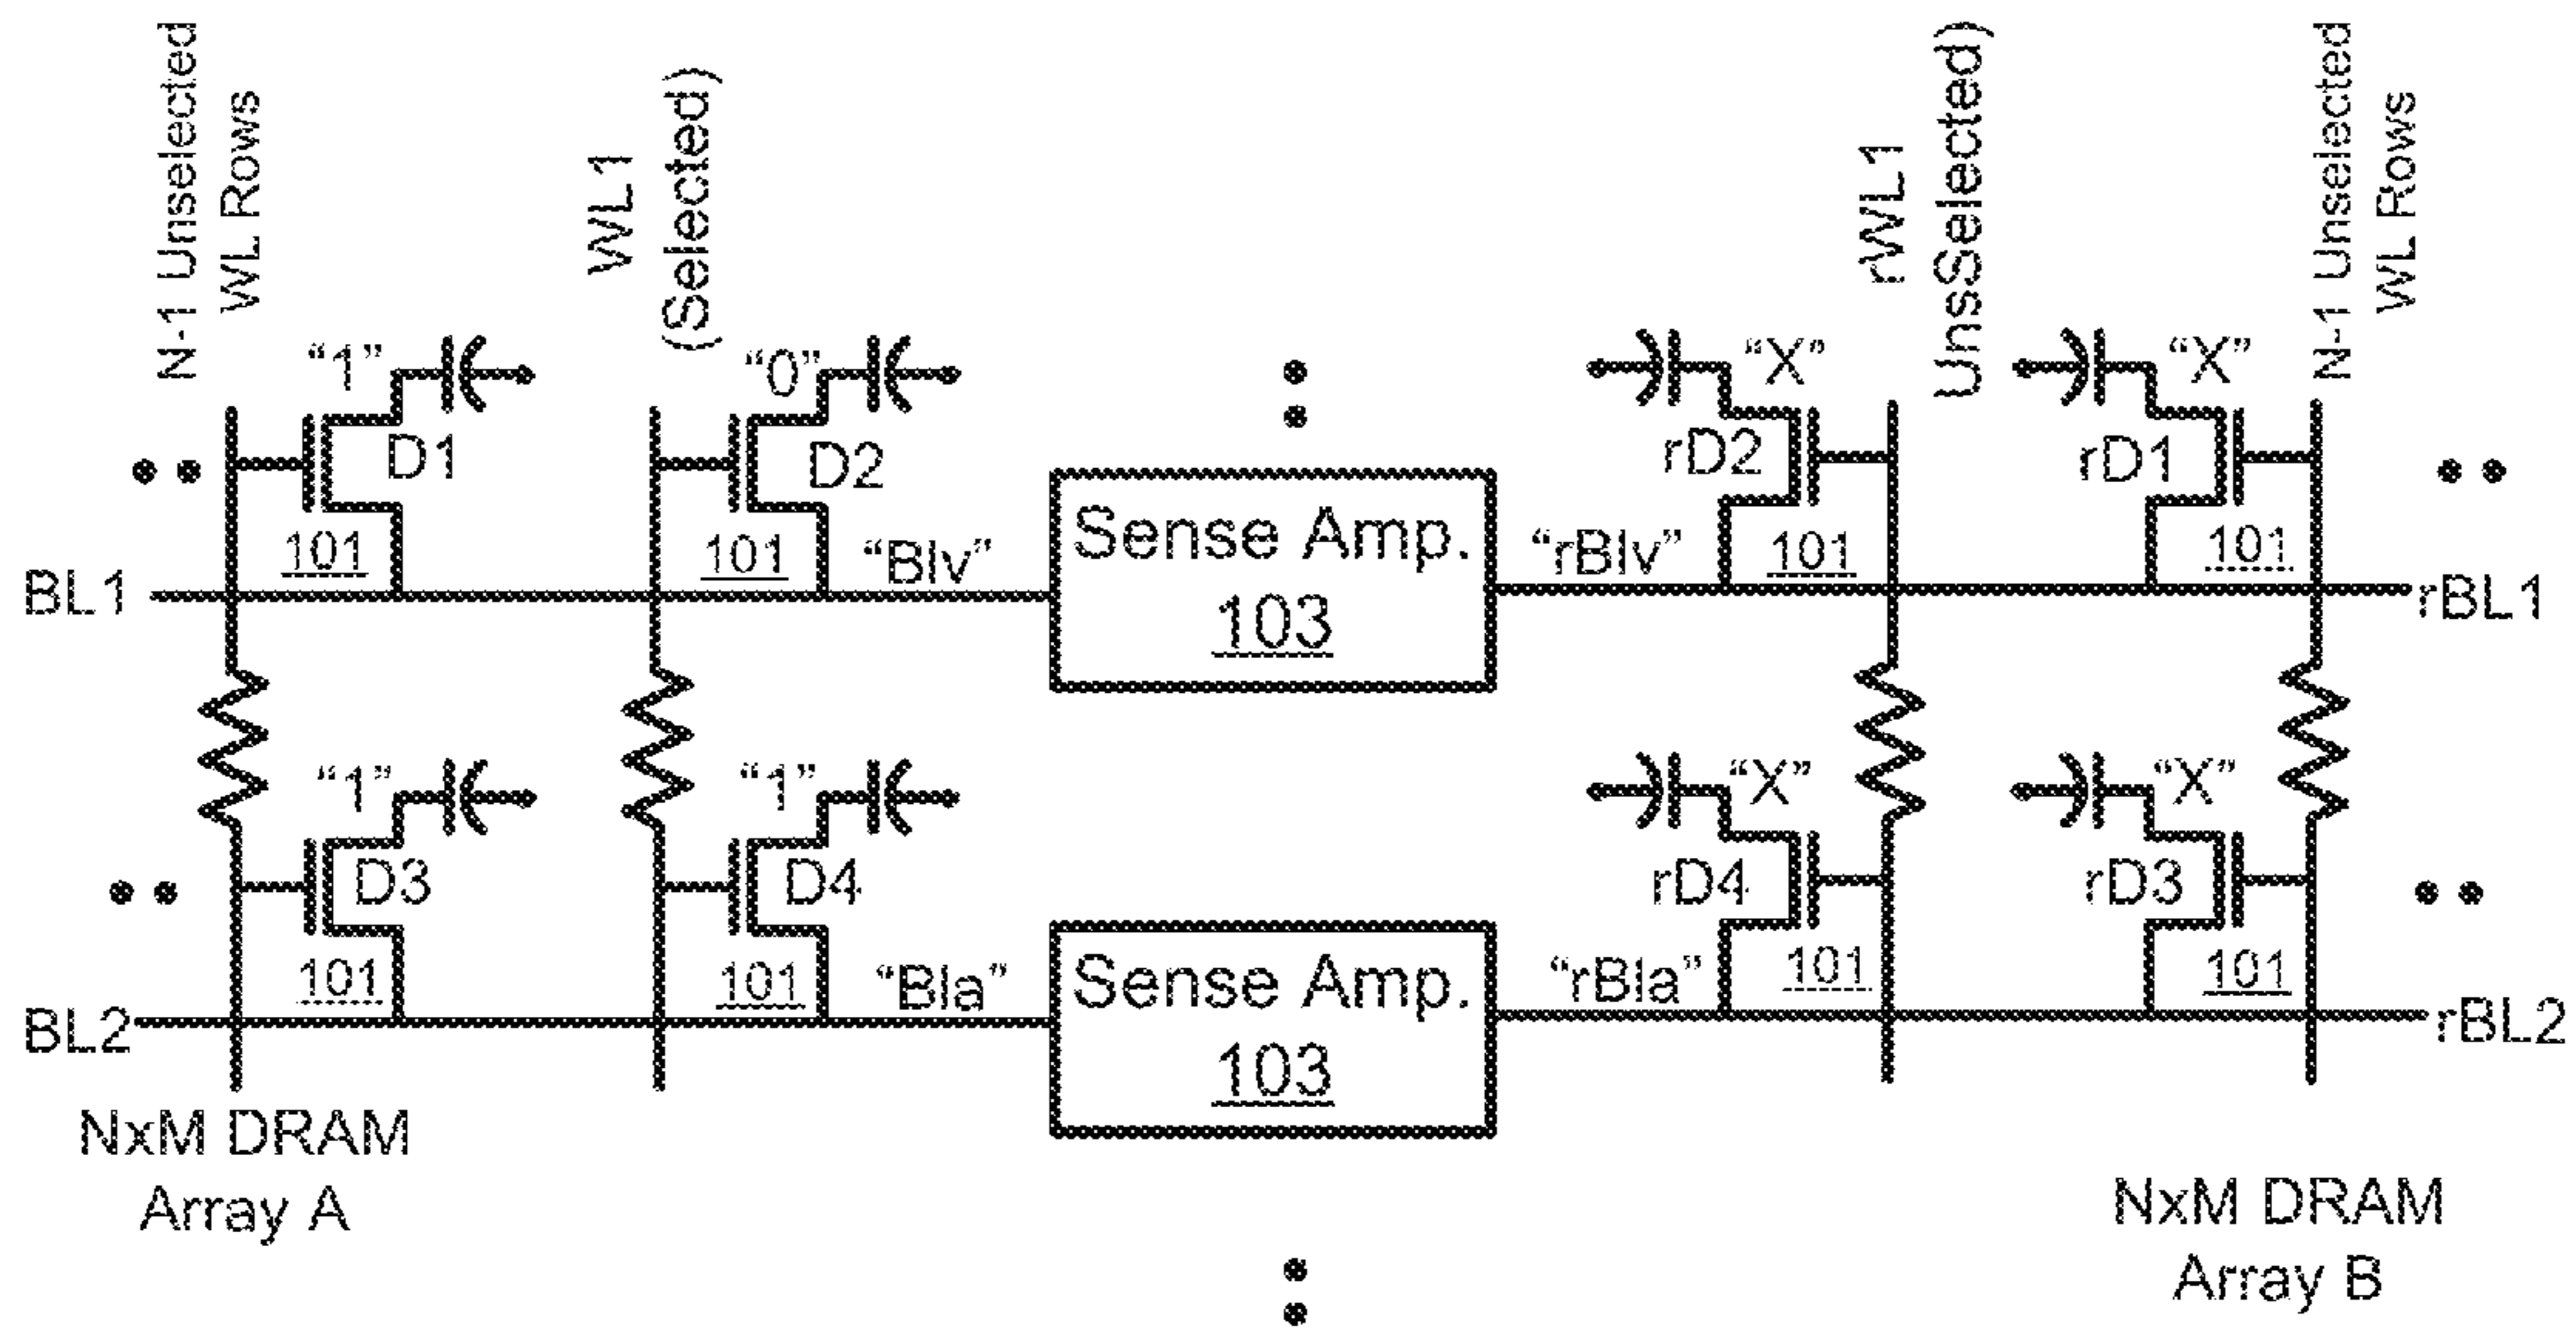 N-1 Unselected
WL Rows
WL1
(Selected)
rWL1
UnsSelected)
N-1 Unselected
WL Rows
“1”
“0”
“X”
“X”
D1
D2
rD2
rD1
101
101
“Blv”
Sense Amp.
103
“rBlv”
101
101
BL1
rBL1
“1”
“1”
“X”
“X”
D3
D4
rD4
rD3
101
101
“Bla”
Sense Amp.
103
“rBla”
101
101
BL2
rBL2
NxM DRAM
Array A
NxM DRAM
Array B